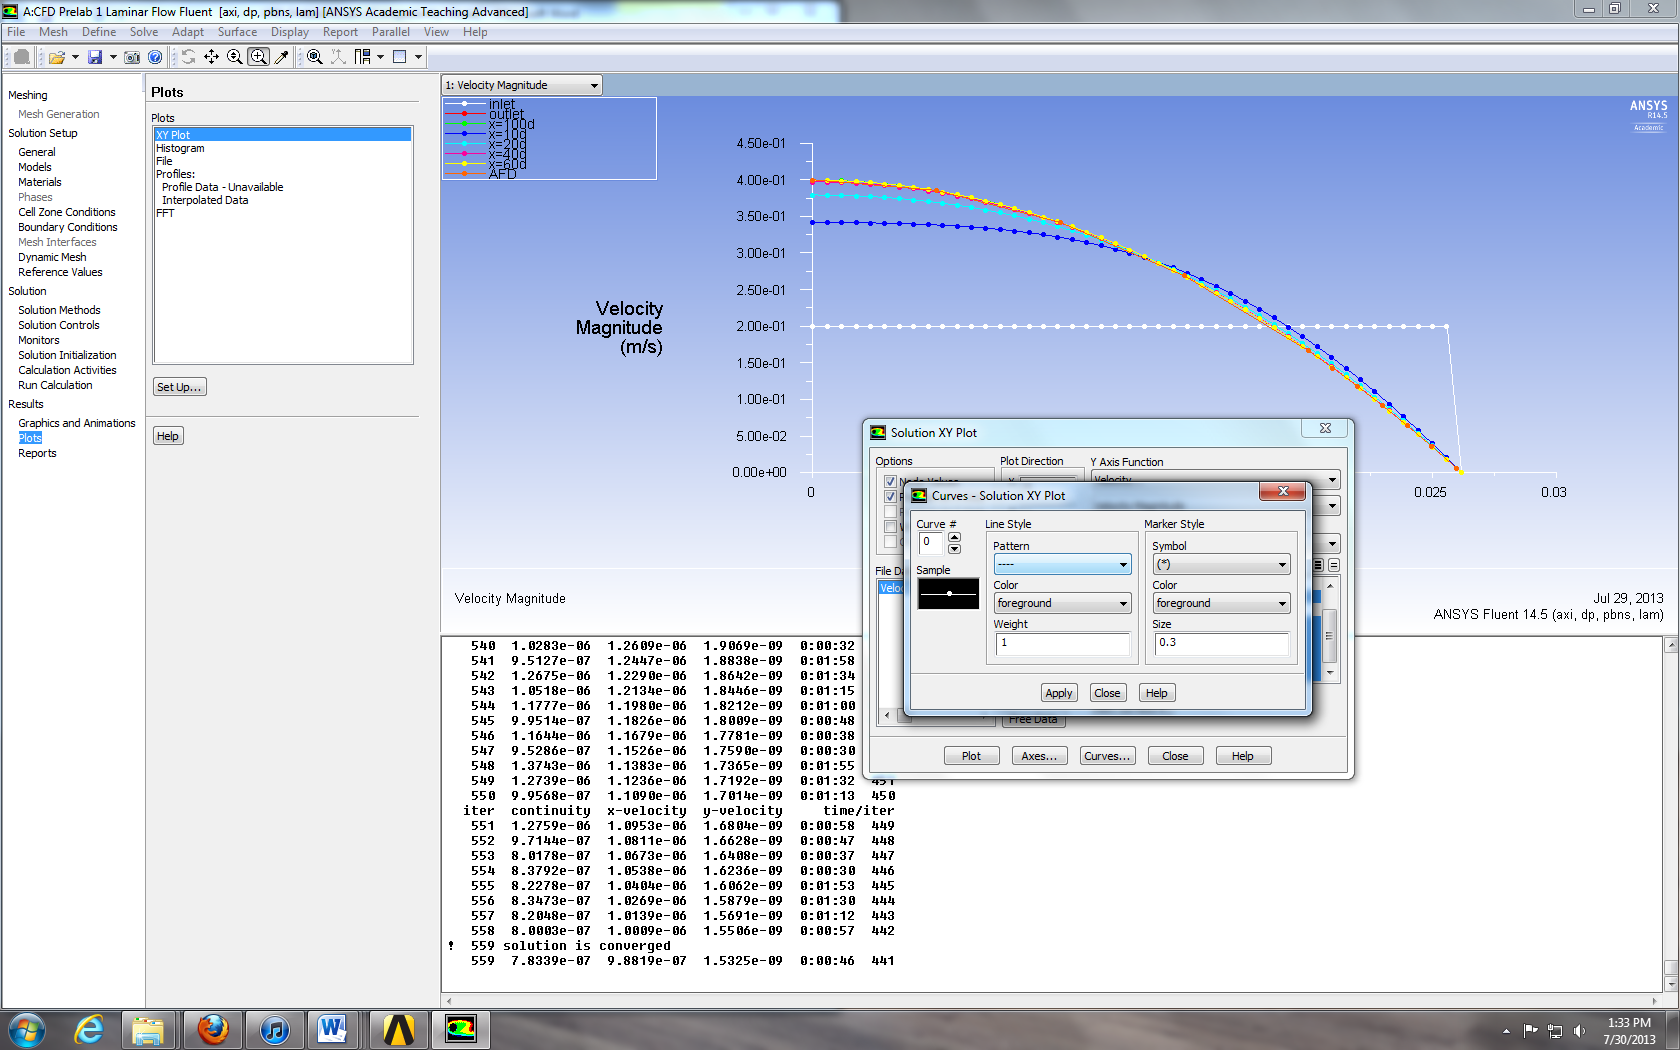 A:CFD Prelab 1 Laminar Flow Fluent [axi, dp, pbns, lam] [ANSYS Academic Teaching Advanced]
File Mesh Define Solve Adapt Surface Display Report Parallel View Help
Meshing
Mesh Generation
Solution Setup
General
Models
Materials
Phases
Cell Zone Conditions
Boundary Conditions
Mesh Interfaces
Dynamic Mesh
Reference Values
Solution
Solution Methods
Solution Controls
Monitors
Solution Initialization
Calculation Activities
Run Calculation
Results
Graphics and Animations
Plots
Reports
Plots
Plots
XY Plot
Histogram
File
Profiles:
Profile Data - Unavailable
Interpolated Data
FFT
Set Up...
Help
1: Velocity Magnitude
inlet
outlet
x=100d
x=10d
x=20d
x=40d
x=60d
AFD
ANSYS
R14.5
Academic
4.50e-01
4.00e-01
3.50e-01
3.00e-01
2.50e-01
2.00e-01
1.50e-01
1.00e-01
5.00e-02
0.00e+00
Velocity
Magnitude
(m/s)
0 0.025 0.03
Velocity Magnitude
Jul 29, 2013
ANSYS Fluent 14.5 (axi, dp, pbns, lam)
Solution XY Plot
Options Plot Direction Y Axis Function
Node Values
Velocity
File Da
Veloc
Free Data
Plot Axes... Curves... Close Help
Curves - Solution XY Plot
Curve #
0
Sample
Line Style
Pattern
----
Color
foreground
Weight
1
Marker Style
Symbol
(*)
Color
foreground
Size
0.3
Apply Close Help
540 1.0283e-06 1.2609e-06 1.9069e-09 0:00:32
541 9.5127e-07 1.2447e-06 1.8838e-09 0:01:58
542 1.2675e-06 1.2290e-06 1.8642e-09 0:01:34
543 1.0518e-06 1.2134e-06 1.8446e-09 0:01:15
544 1.1777e-06 1.1980e-06 1.8212e-09 0:01:00
545 9.9514e-07 1.1826e-06 1.8009e-09 0:00:48
546 1.1644e-06 1.1679e-06 1.7781e-09 0:00:38
547 9.5286e-07 1.1526e-06 1.7590e-09 0:00:30
548 1.3743e-06 1.1383e-06 1.7365e-09 0:01:55
549 1.2739e-06 1.1236e-06 1.7192e-09 0:01:32 451
550 9.9568e-07 1.1090e-06 1.7014e-09 0:01:13 450
iter continuity x-velocity y-velocity time/iter
551 1.2759e-06 1.0953e-06 1.6804e-09 0:00:58 449
552 9.7144e-07 1.0811e-06 1.6628e-09 0:00:47 448
553 8.0178e-07 1.0673e-06 1.6408e-09 0:00:37 447
554 8.3792e-07 1.0538e-06 1.6236e-09 0:00:30 446
555 8.2278e-07 1.0404e-06 1.6062e-09 0:01:53 445
556 8.3473e-07 1.0269e-06 1.5879e-09 0:01:30 444
557 8.2048e-07 1.0139e-06 1.5691e-09 0:01:12 443
558 8.0003e-07 1.0009e-06 1.5506e-09 0:00:57 442
! 559 solution is converged
559 7.8339e-07 9.8819e-07 1.5325e-09 0:00:46 441
1:33 PM
7/30/2013